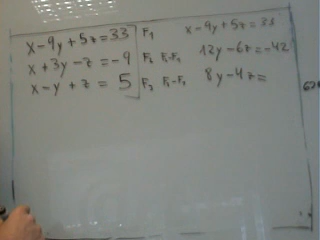 x-9y+5z=33 F₁ x-9y+5z=33
x+3y-z=-9 F₂ F₂-F₁ 12y-6z=-42
x-y+z=5 F₃ F₃-F₁ 8y-4z=